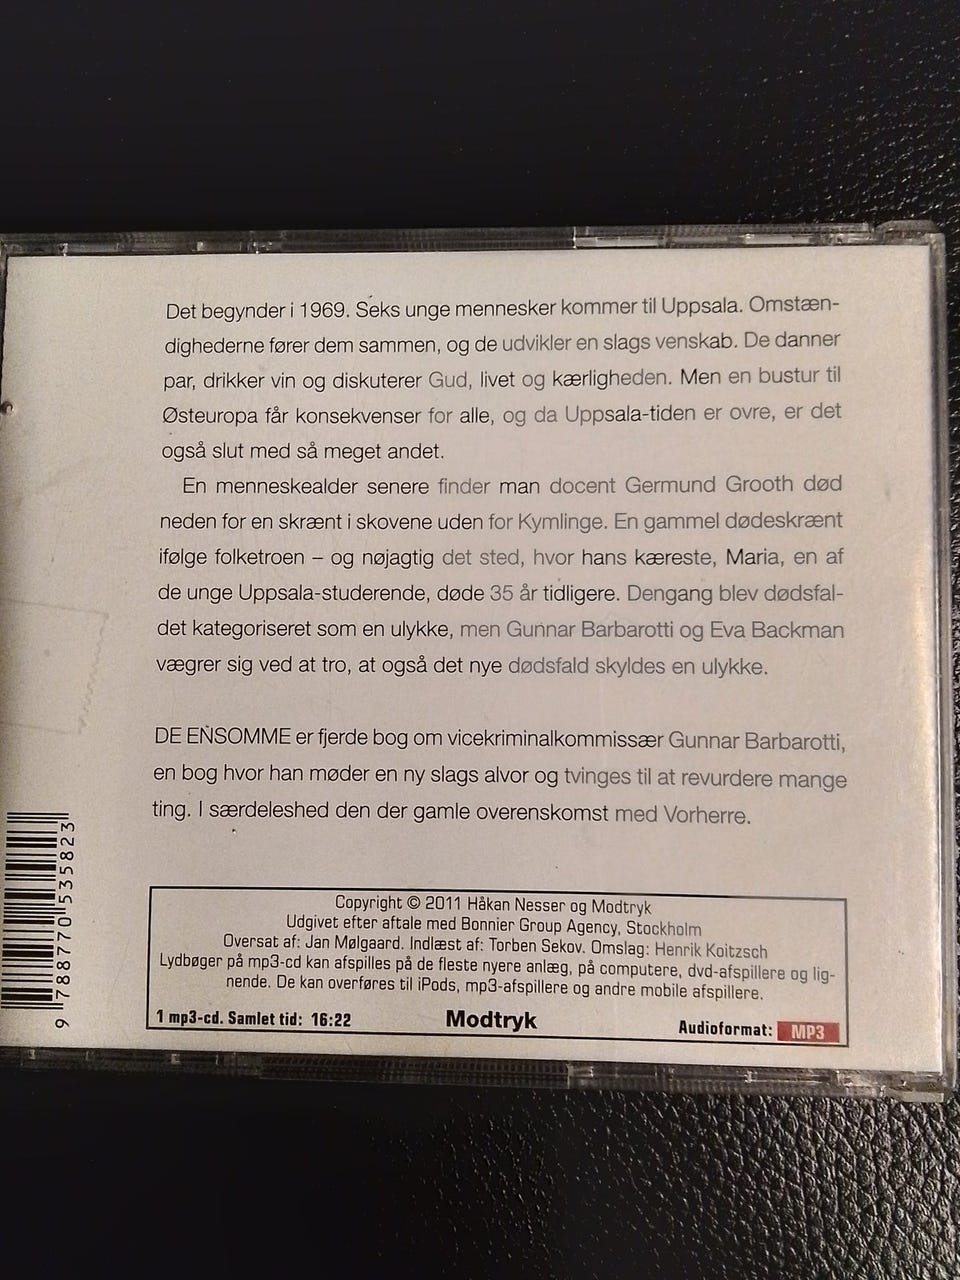 Det begynder i 1969. Seks unge mennesker kommer til Uppsala. Omstæn-
dighederne fører dem sammen, og de udvikler en slags venskab. De danner
par, drikker vin og diskuterer Gud, livet og kærligheden. Men en bustur til
Østeuropa får konsekvenser for alle, og da Uppsala-tiden er ovre, er det
også slut med så meget andet.
En menneskealder senere finder man docent Germund Grooth død
neden for en skrænt i skovene uden for Kymlinge. En gammel dødeskrænt
ifølge folketroen – og nøjagtig det sted, hvor hans kæreste, Maria, en af
de unge Uppsala-studerende, døde 35 år tidligere. Dengang blev dødsfal-
det kategoriseret som en ulykke, men Gunnar Barbarotti og Eva Backman
vægrer sig ved at tro, at også det nye dødsfald skyldes en ulykke.
DE ENSOMME er fjerde bog om vicekriminalkommissær Gunnar Barbarotti,
en bog hvor han møder en ny slags alvor og tvinges til at revurdere mange
ting. I særdeleshed den der gamle overenskomst med Vorherre.
Copyright © 2011 Håkan Nesser og Modtryk
Udgivet efter aftale med Bonnier Group Agency, Stockholm
Oversat af: Jan Mølgaard. Indlæst af: Torben Sekov. Omslag: Henrik Koitzsch
Lydbøger på mp3-cd kan afspilles på de fleste nyere anlæg, på computere, dvd-afspillere og lig-
nende. De kan overføres til iPods, mp3-afspillere og andre mobile afspillere.
1 mp3-cd. Samlet tid: 16:22 Modtryk Audioformat: MP3
9 788770 535823